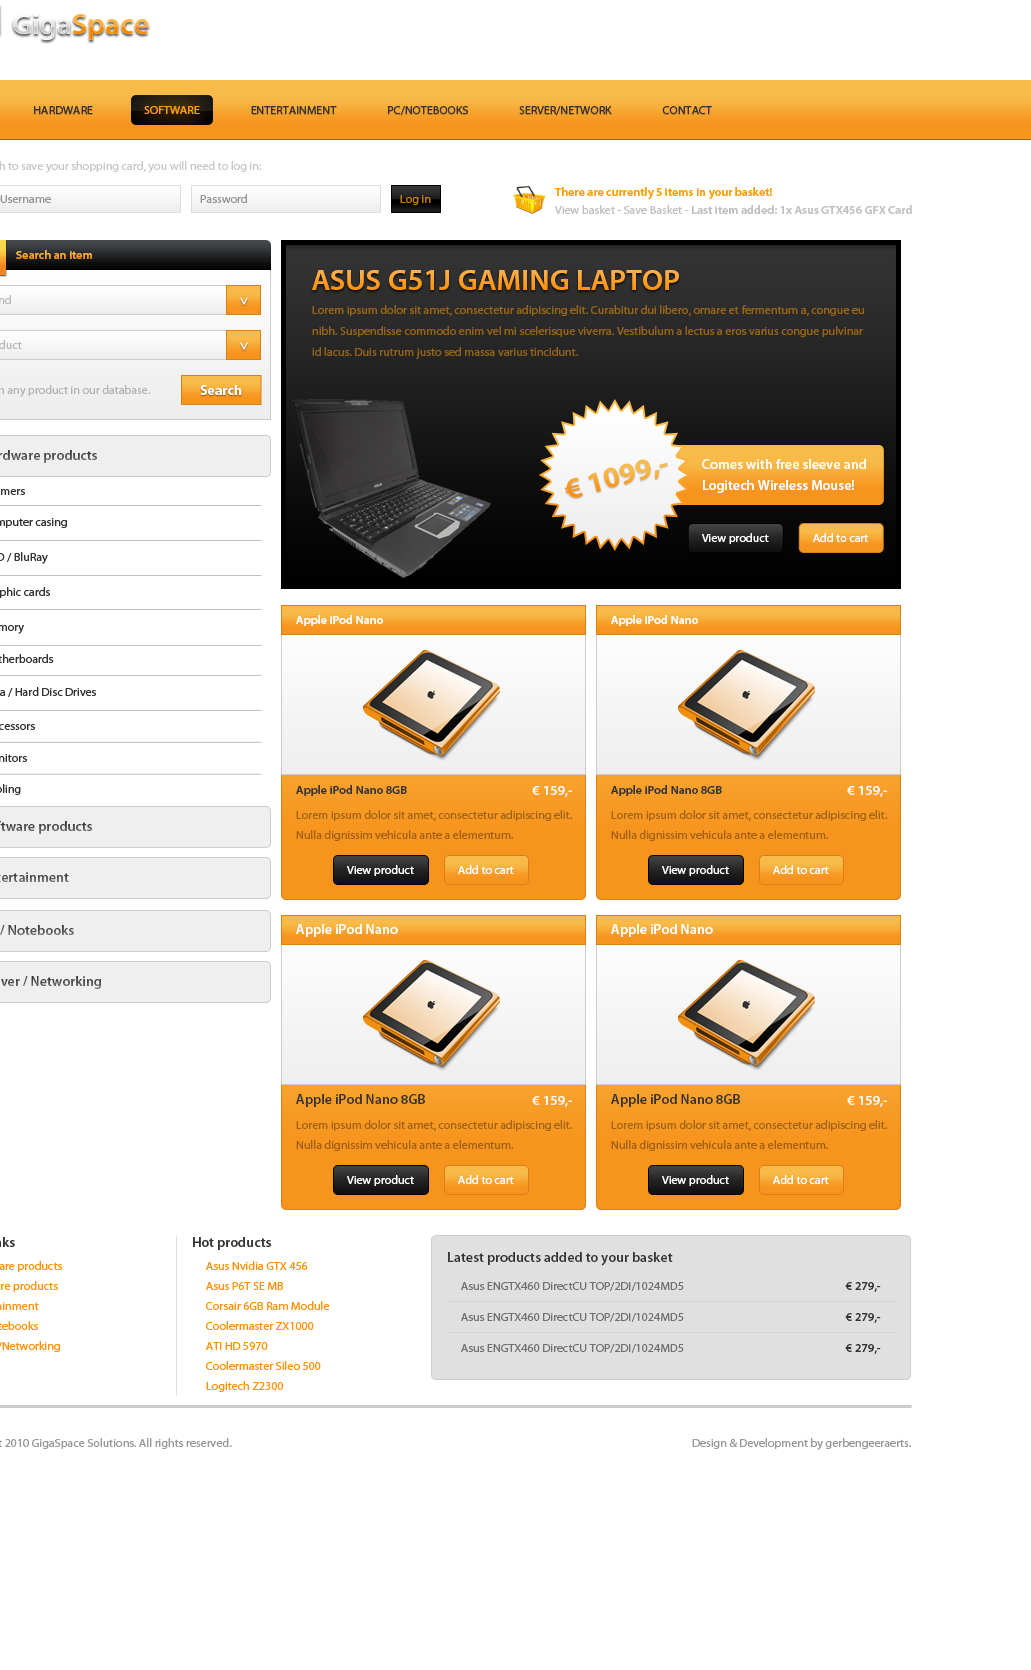 GigaSpace
HARDWARE SOFTWARE ENTERTAINMENT PC/NOTEBOOKS SERVER/NETWORK CONTACT
h to save your shopping card, you will need to log in:
Username Password Log in
There are currently 5 items in your basket!
View basket - Save Basket - Last item added: 1x Asus GTX456 GFX Card
Search an item
nd V
duct V
n any product in our database. Search
rdware products
mers
mputer casing
D / BluRay
phic cards
mory
therboards
a / Hard Disc Drives
cessors
nitors
oling
ftware products
tertainment
/ Notebooks
ver / Networking
ASUS G51J GAMING LAPTOP
Lorem ipsum dolor sit amet, consectetur adipiscing elit. Curabitur dui libero, ornare et fermentum a, congue eu
nibh. Suspendisse commodo enim vel mi scelerisque viverra. Vestibulum a lectus a eros varius congue pulvinar
id lacus. Duis rutrum justo sed massa varius tincidunt.
€ 1099,-
Comes with free sleeve and
Logitech Wireless Mouse!
View product Add to cart
Apple iPod Nano
Apple iPod Nano 8GB € 159,-
Lorem ipsum dolor sit amet, consectetur adipiscing elit.
Nulla dignissim vehicula ante a elementum.
View product Add to cart
Apple iPod Nano
Apple iPod Nano 8GB € 159,-
Lorem ipsum dolor sit amet, consectetur adipiscing elit.
Nulla dignissim vehicula ante a elementum.
View product Add to cart
Apple iPod Nano
Apple iPod Nano 8GB € 159,-
Lorem ipsum dolor sit amet, consectetur adipiscing elit.
Nulla dignissim vehicula ante a elementum.
View product Add to cart
Apple iPod Nano
Apple iPod Nano 8GB € 159,-
Lorem ipsum dolor sit amet, consectetur adipiscing elit.
Nulla dignissim vehicula ante a elementum.
View product Add to cart
nks
are products
re products
ainment
tebooks
/Networking
Hot products
Asus Nvidia GTX 456
Asus P6T SE MB
Corsair 6GB Ram Module
Coolermaster ZX1000
ATI HD 5970
Coolermaster Sileo 500
Logitech Z2300
Latest products added to your basket
Asus ENGTX460 DirectCU TOP/2DI/1024MD5 € 279,-
Asus ENGTX460 DirectCU TOP/2DI/1024MD5 € 279,-
Asus ENGTX460 DirectCU TOP/2DI/1024MD5 € 279,-
t 2010 GigaSpace Solutions. All rights reserved.
Design & Development by gerbengeeraerts.